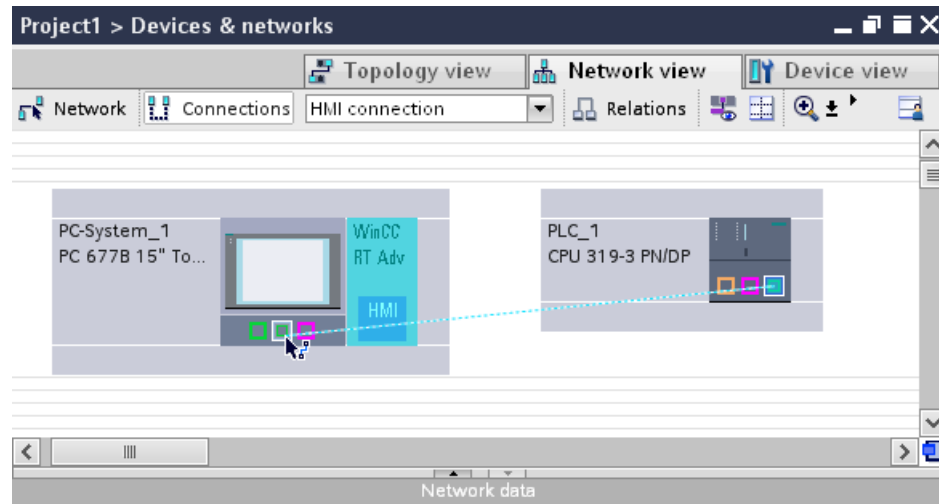 Project1 > Devices & networks
Topology view
Network view
Device view
Network
Connections
HMI connection
Relations
PC-System_1
PC 677B 15" To...
WinCC
RT Adv
HMI
PLC_1
CPU 319-3 PN/DP
Network data